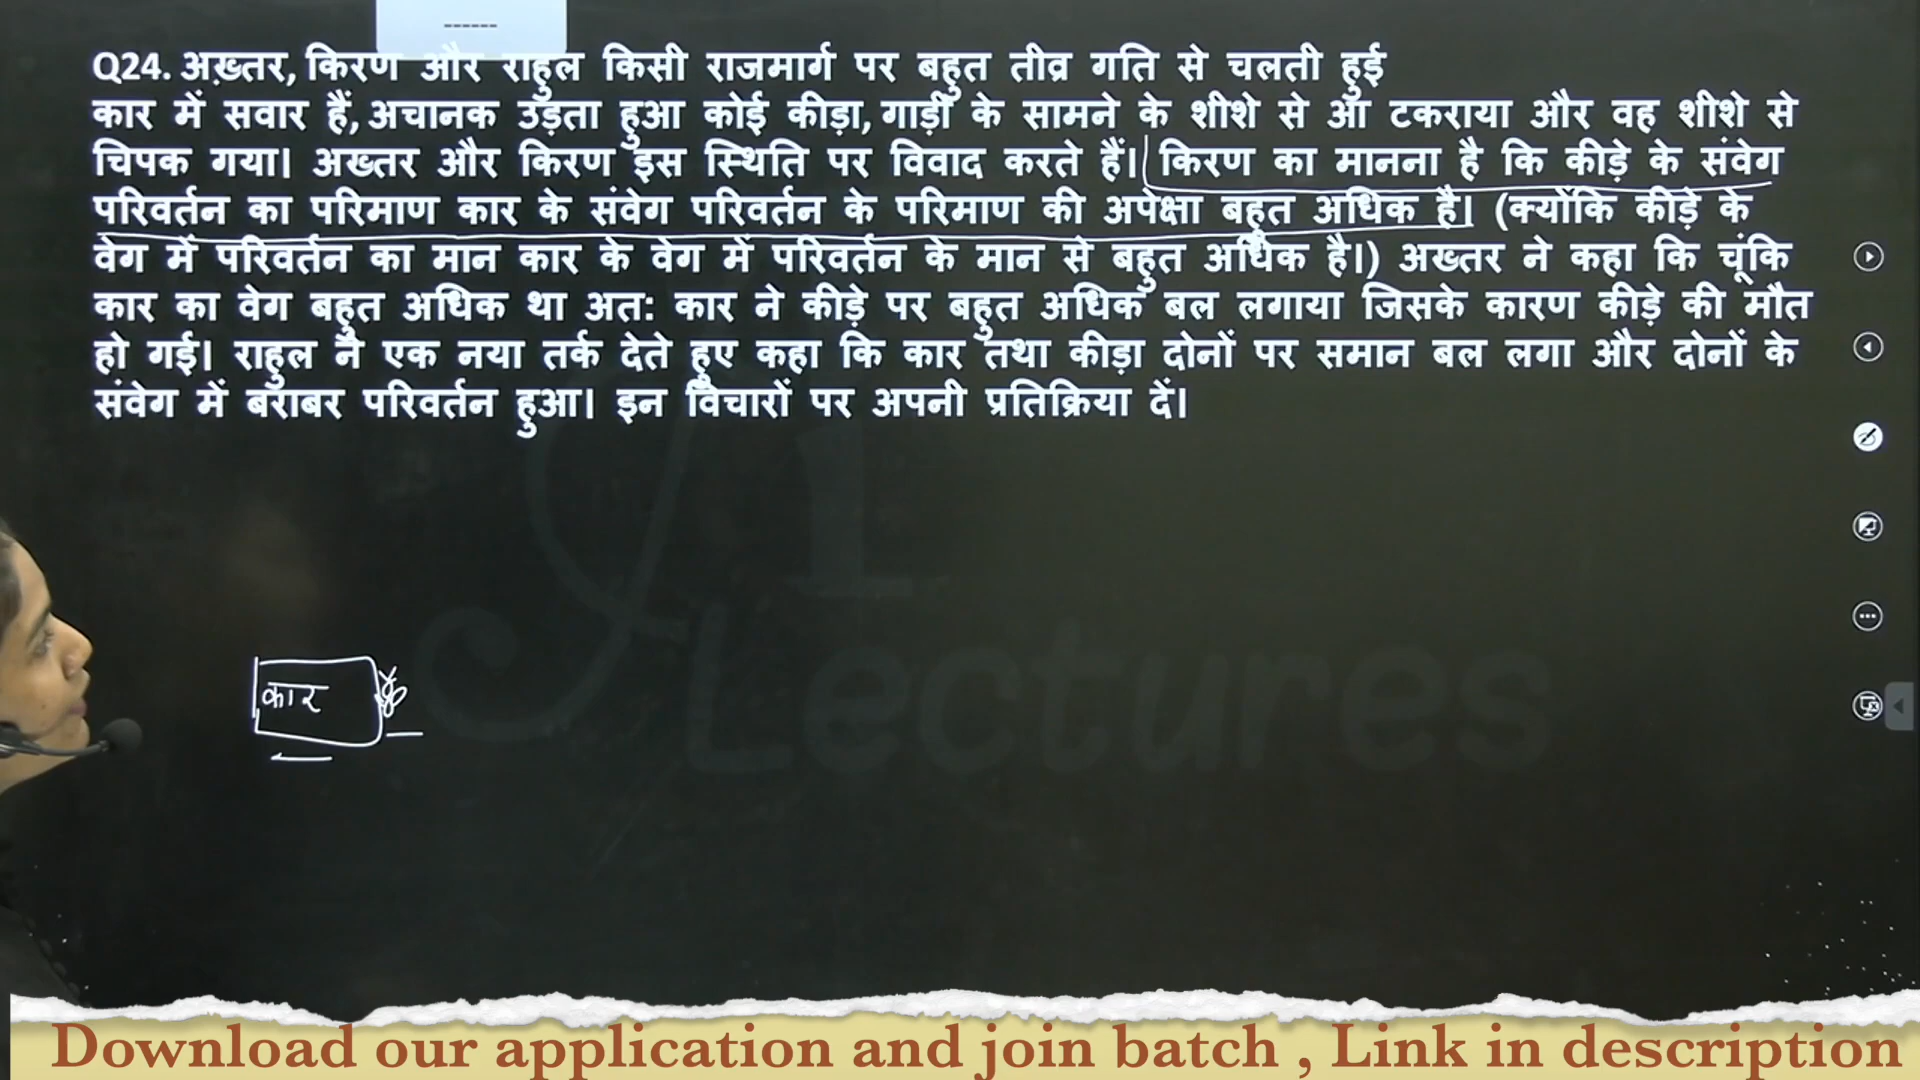 ------
Q24. अख़्तर, किरण और राहुल किसी राजमार्ग पर बहुत तीव्र गति से चलती हुई
कार में सवार हैं, अचानक उड़ता हुआ कोई कीड़ा, गाड़ी के सामने के शीशे से आ टकराया और वह शीशे से
चिपक गया। अख्तर और किरण इस स्थिति पर विवाद करते हैं। किरण का मानना है कि कीड़े के संवेग
परिवर्तन का परिमाण कार के संवेग परिवर्तन के परिमाण की अपेक्षा बहुत अधिक है। (क्योंकि कीड़े के
वेग में परिवर्तन का मान कार के वेग में परिवर्तन के मान से बहुत अधिक है।) अख्तर ने कहा कि चूंकि
कार का वेग बहुत अधिक था अत: कार ने कीड़े पर बहुत अधिक बल लगाया जिसके कारण कीड़े की मौत
हो गई। राहुल ने एक नया तर्क देते हुए कहा कि कार तथा कीड़ा दोनों पर समान बल लगा और दोनों के
संवेग में बराबर परिवर्तन हुआ। इन विचारों पर अपनी प्रतिक्रिया दें।
Lectures
कार
Download our application and join batch , Link in description